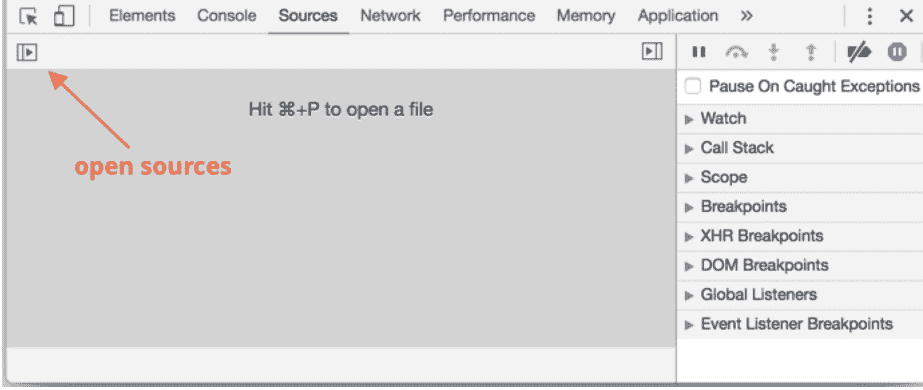 Elements Console Sources Network Performance Memory Application »
Hit ⌘+P to open a file
open sources
Pause On Caught Exceptions
Watch
Call Stack
Scope
Breakpoints
XHR Breakpoints
DOM Breakpoints
Global Listeners
Event Listener Breakpoints